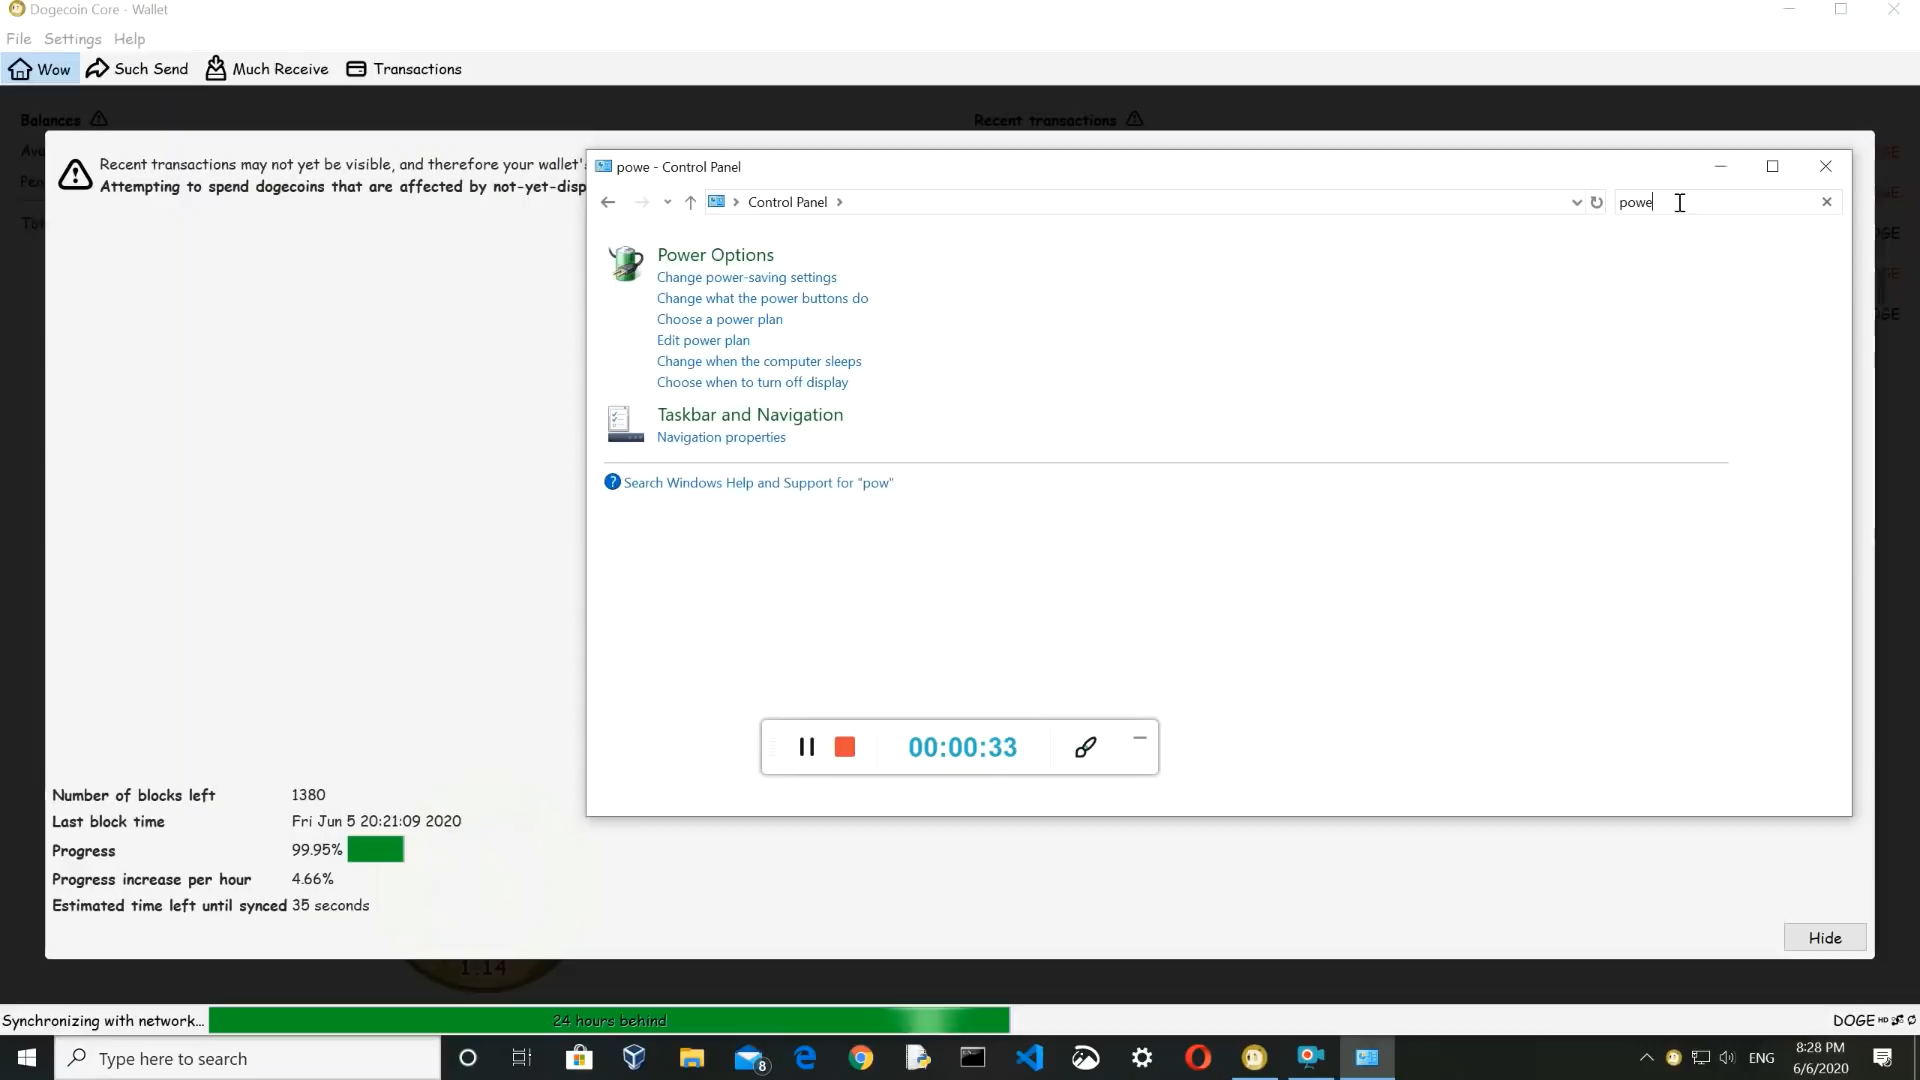 Dogecoin Core - Wallet
File Settings Help
Wow Such Send Much Receive Transactions
Balances
Recent transactions
Recent transactions may not yet be visible, and therefore your wallet's
Attempting to spend dogecoins that are affected by not-yet-disp
powe - Control Panel
Control Panel
powe
Power Options
Change power-saving settings
Change what the power buttons do
Choose a power plan
Edit power plan
Change when the computer sleeps
Choose when to turn off display
Taskbar and Navigation
Navigation properties
? Search Windows Help and Support for "pow"
00:00:33
Number of blocks left 1380
Last block time Fri Jun 5 20:21:09 2020
Progress 99.95%
Progress increase per hour 4.66%
Estimated time left until synced 35 seconds
Hide
1.14
Synchronizing with network... 24 hours behind
DOGE HD
Type here to search
8
ENG
8:28 PM
6/6/2020